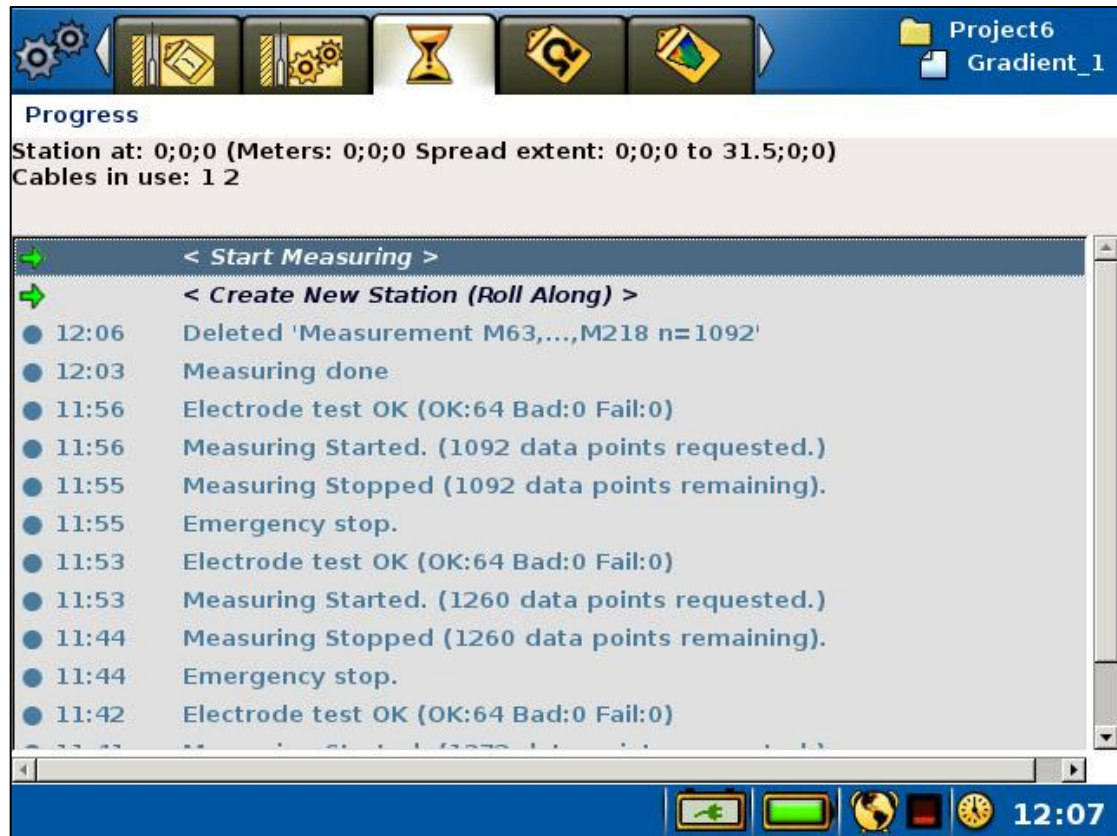 Project6
Gradient_1
Progress
Station at: 0;0;0 (Meters: 0;0;0 Spread extent: 0;0;0 to 31.5;0;0)
Cables in use: 1 2
< Start Measuring >
< Create New Station (Roll Along) >
12:06 Deleted 'Measurement M63,...,M218 n=1092'
12:03 Measuring done
11:56 Electrode test OK (OK:64 Bad:0 Fail:0)
11:56 Measuring Started. (1092 data points requested.)
11:55 Measuring Stopped (1092 data points remaining).
11:55 Emergency stop.
11:53 Electrode test OK (OK:64 Bad:0 Fail:0)
11:53 Measuring Started. (1260 data points requested.)
11:44 Measuring Stopped (1260 data points remaining).
11:44 Emergency stop.
11:42 Electrode test OK (OK:64 Bad:0 Fail:0)
12:07